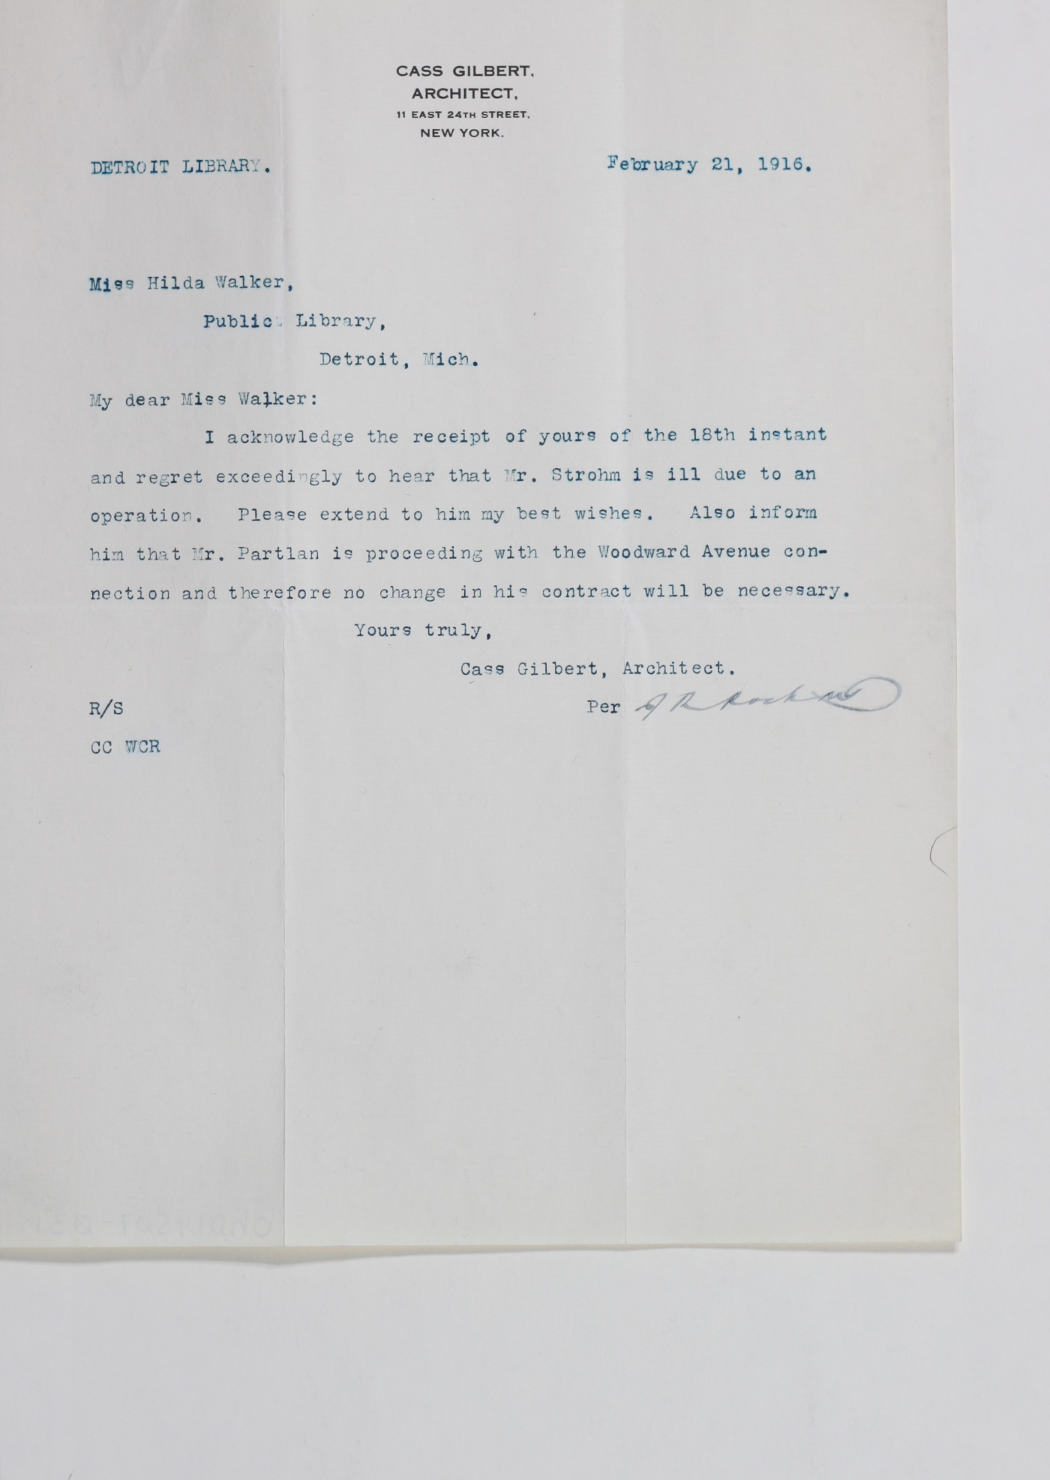 CASS GILBERT,
ARCHITECT,
11 EAST 24TH STREET,
NEW YORK.
DETROIT LIBRARY. February 21, 1916.
Miss Hilda Walker,
Public Library,
Detroit, Mich.
My dear Miss Walker:
I acknowledge the receipt of yours of the 18th instant
and regret exceedingly to hear that Mr. Strohm is ill due to an
operation. Please extend to him my best wishes. Also inform
him that Mr. Partlan is proceeding with the Woodward Avenue con-
nection and therefore no change in his contract will be necessary.
Yours truly,
Cass Gilbert, Architect.
R/S Per
CC WCR